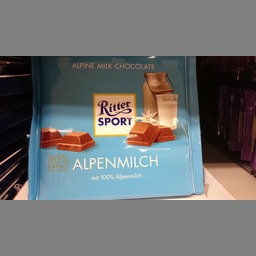 ALPINE MILK CHOCOLATE
Ritter
SPORT
ALPENMILCH
mit 100% Alpenmilch